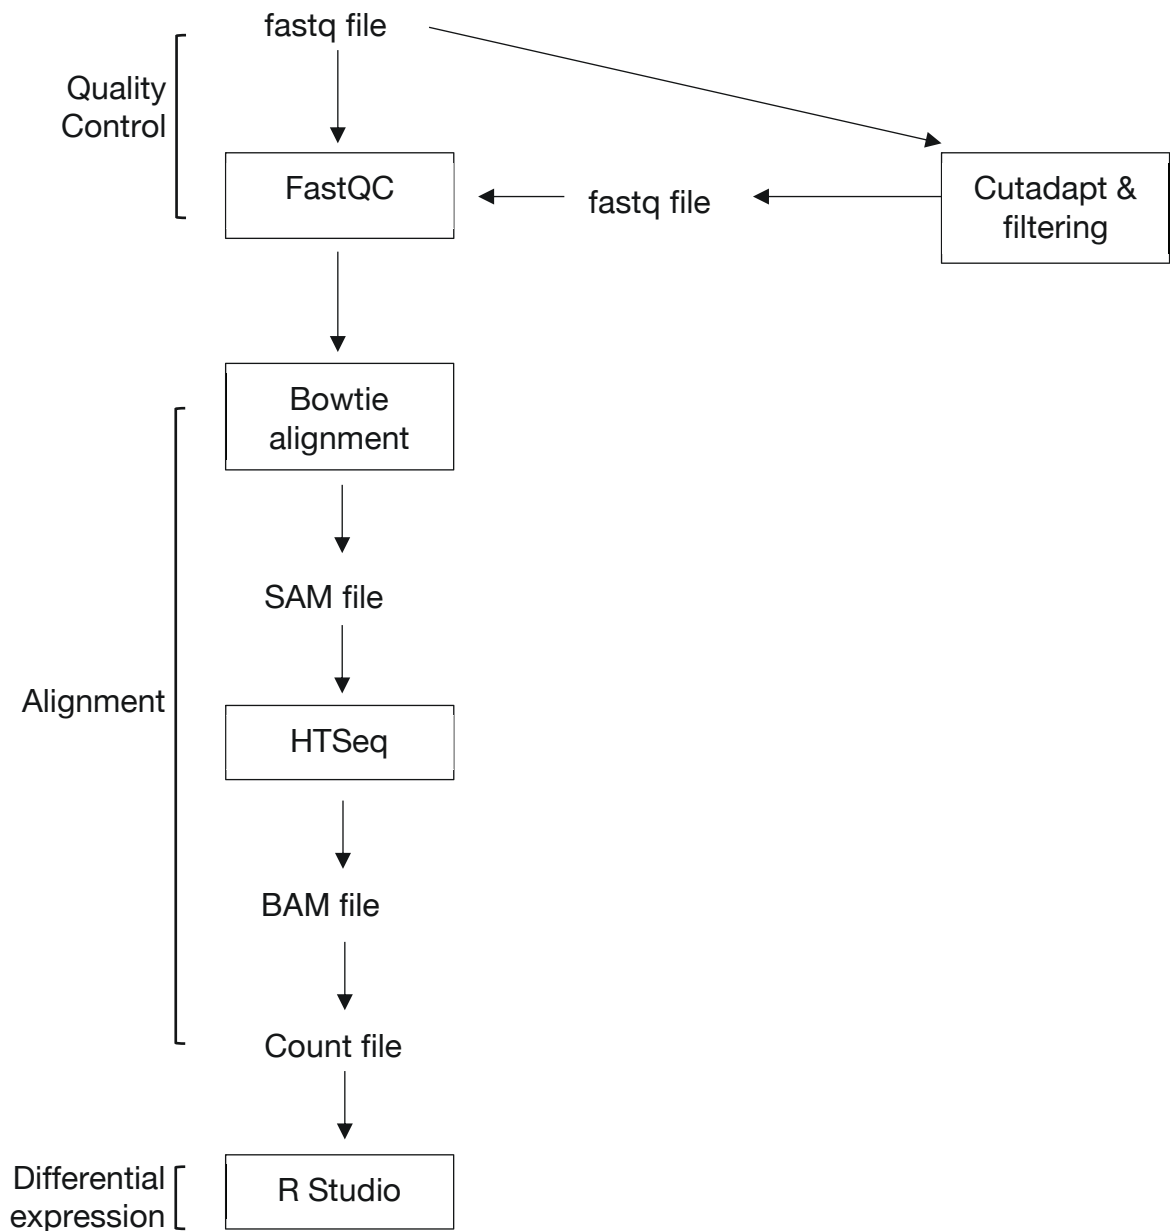 fastq file
Quality
Control
FastQC
fastq file
Cutadapt &
filtering
Bowtie
alignment
SAM file
Alignment
HTSeq
BAM file
Count file
Differential
expression
R Studio